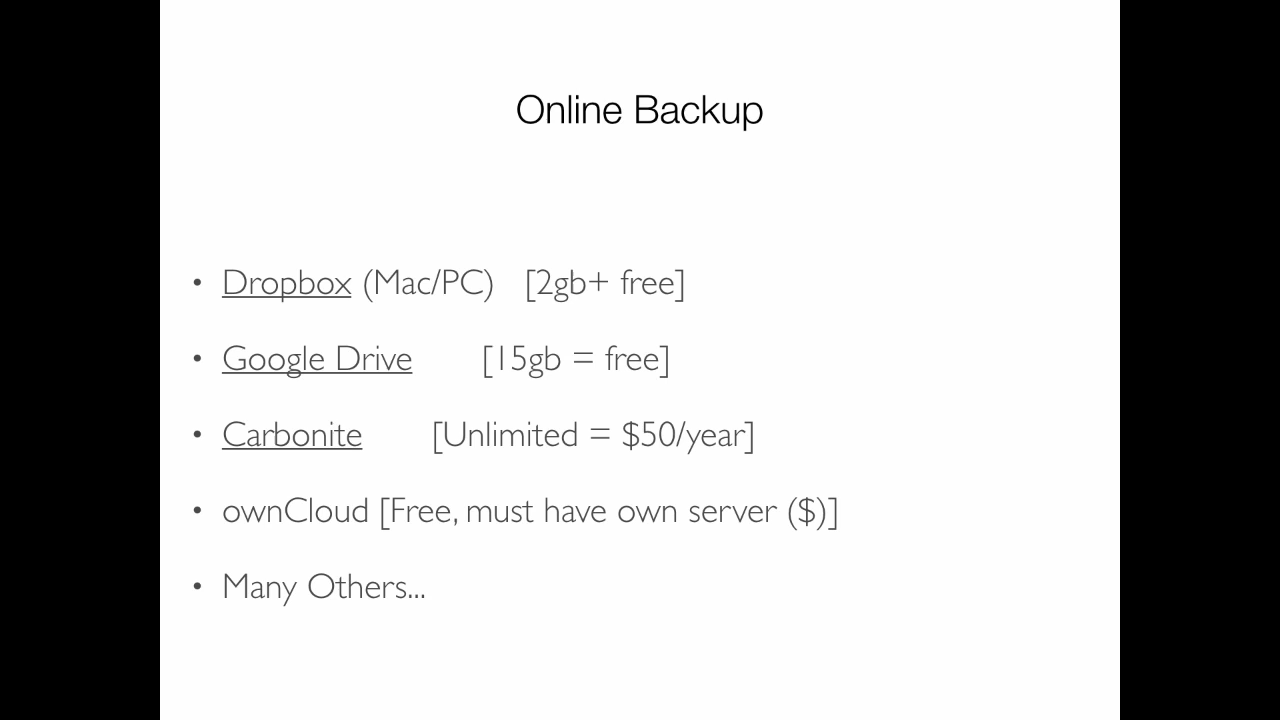 Online Backup
• Dropbox (Mac/PC) [2gb+ free]
• Google Drive [15gb = free]
• Carbonite [Unlimited = $50/year]
• ownCloud [Free, must have own server ($)]
• Many Others...